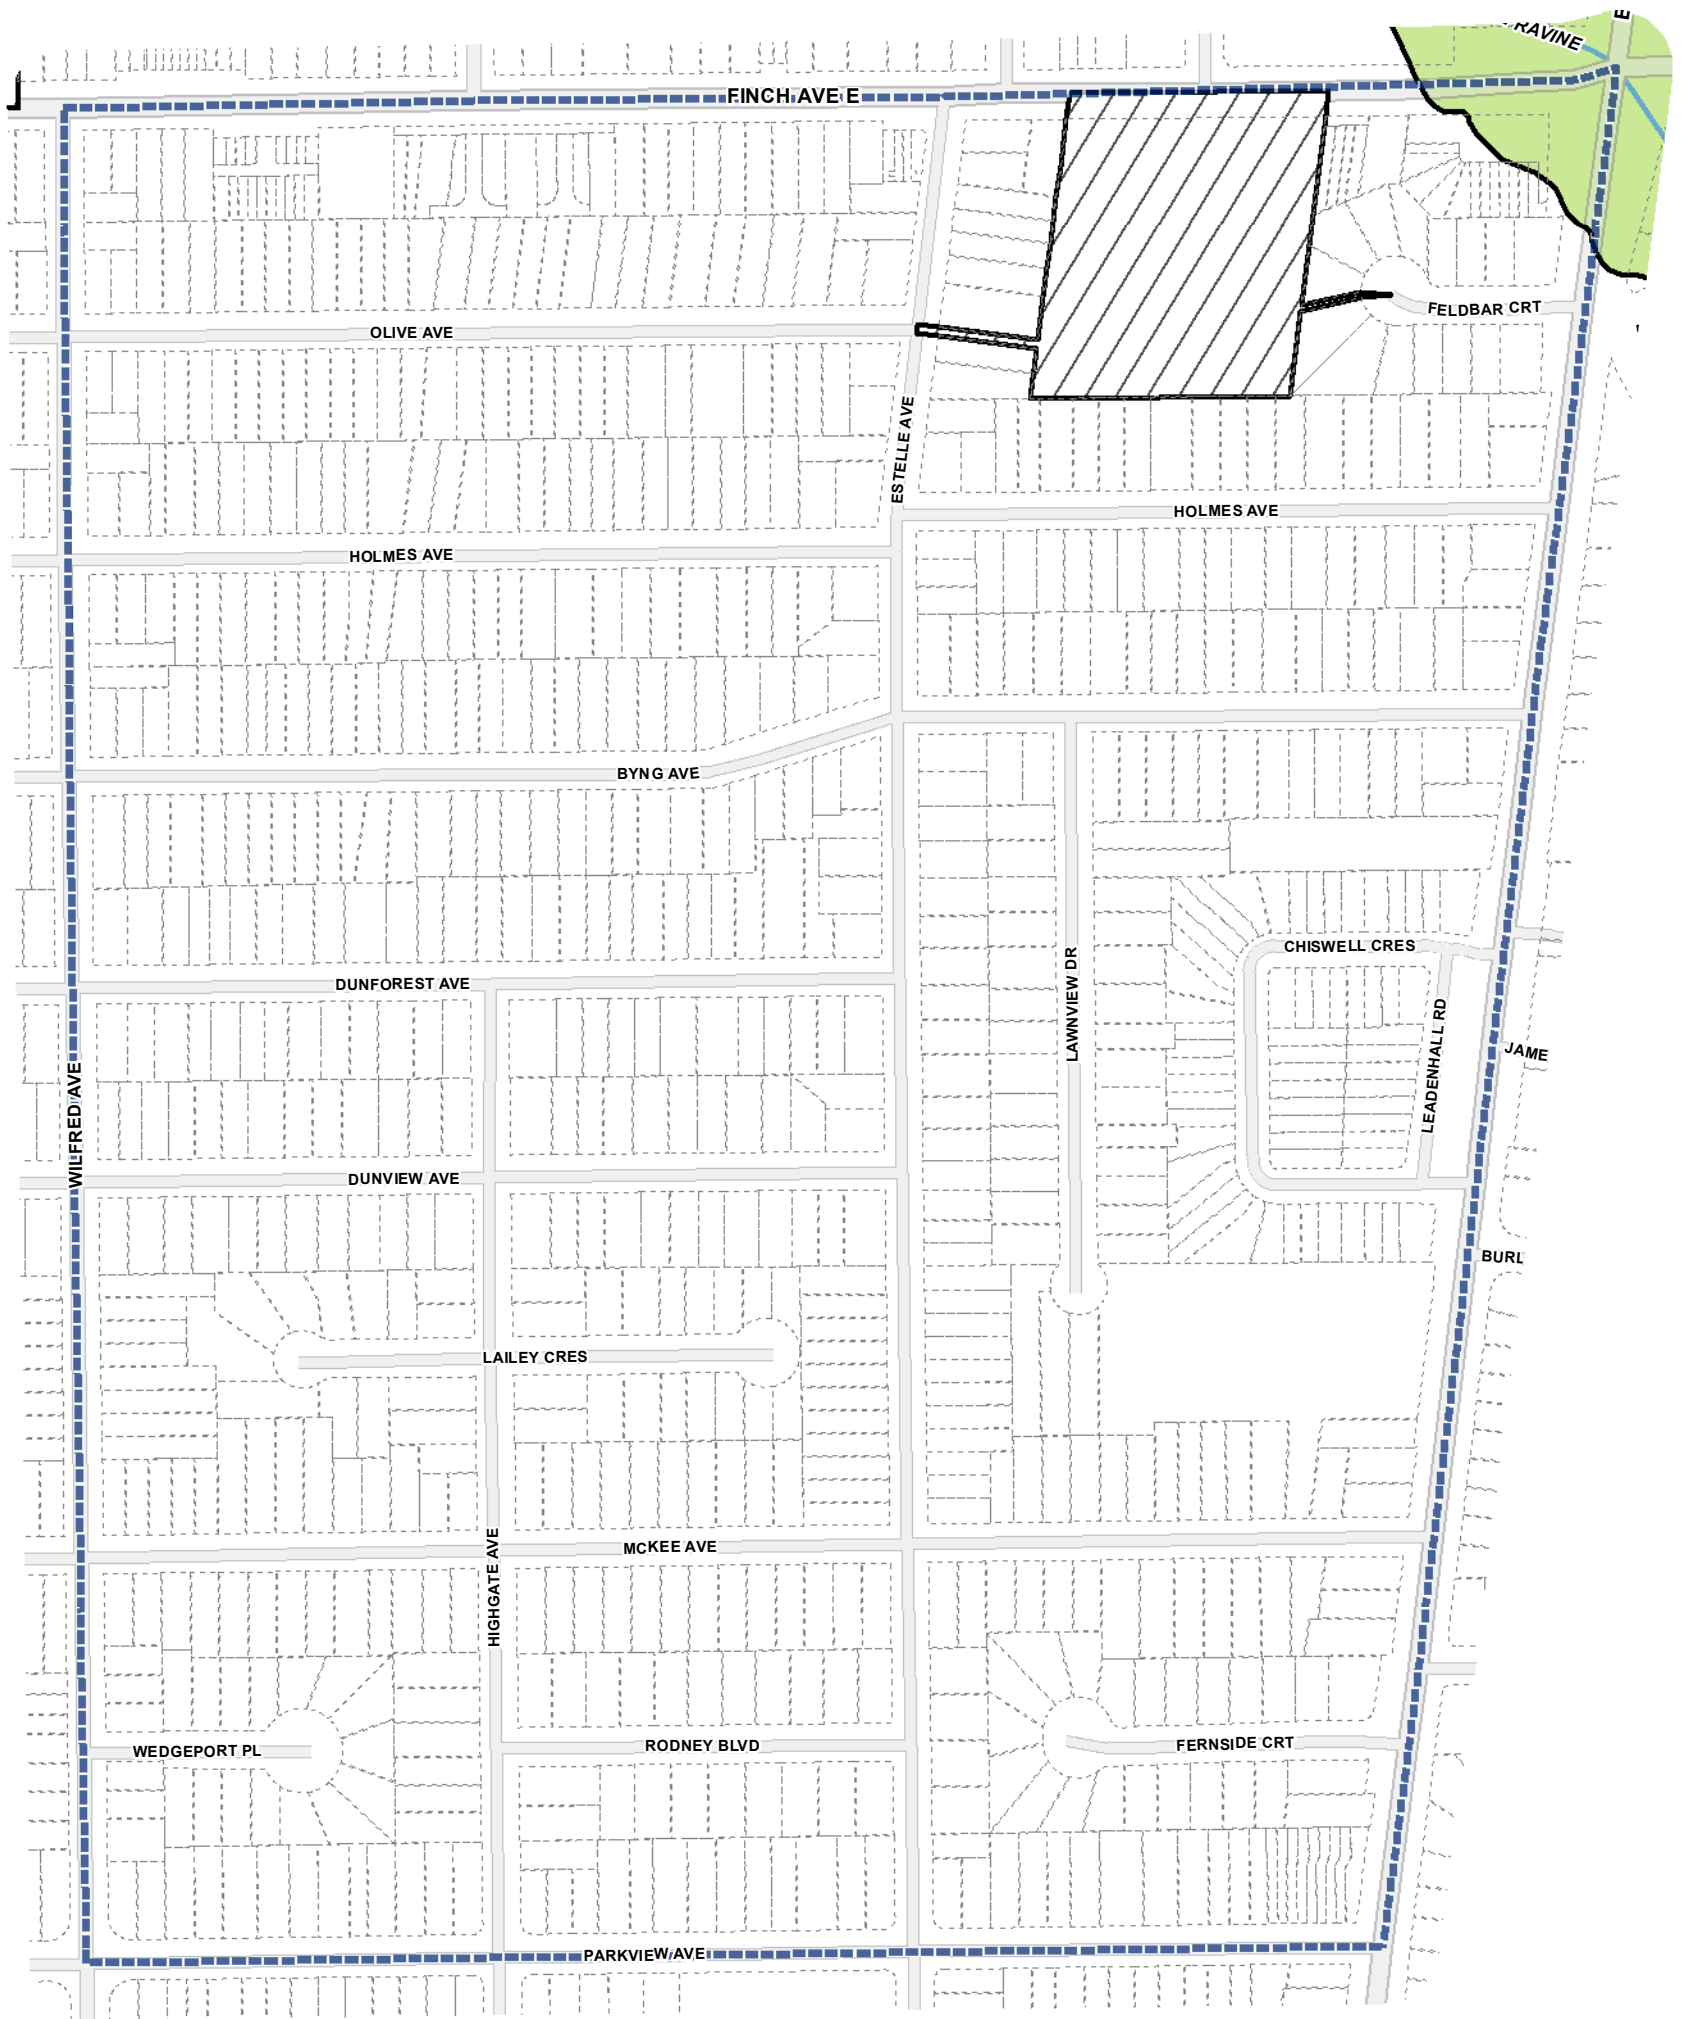 E
RAVINE
FINCH AVE E
FELDBAR CRT
OLIVE AVE
ESTELLE AVE
HOLMES AVE
HOLMES AVE
BYNG AVE
CHISWELL CRES
DUNFOREST AVE
LAWNVIEW DR
LEADENHALL RD
JAME
WILFRED AVE
DUNVIEW AVE
BURL
LAILEY CRES
MCKEE AVE
HIGHGATE AVE
WEDGEPORT PL
RODNEY BLVD
FERNSIDE CRT
PARKVIEW AVE